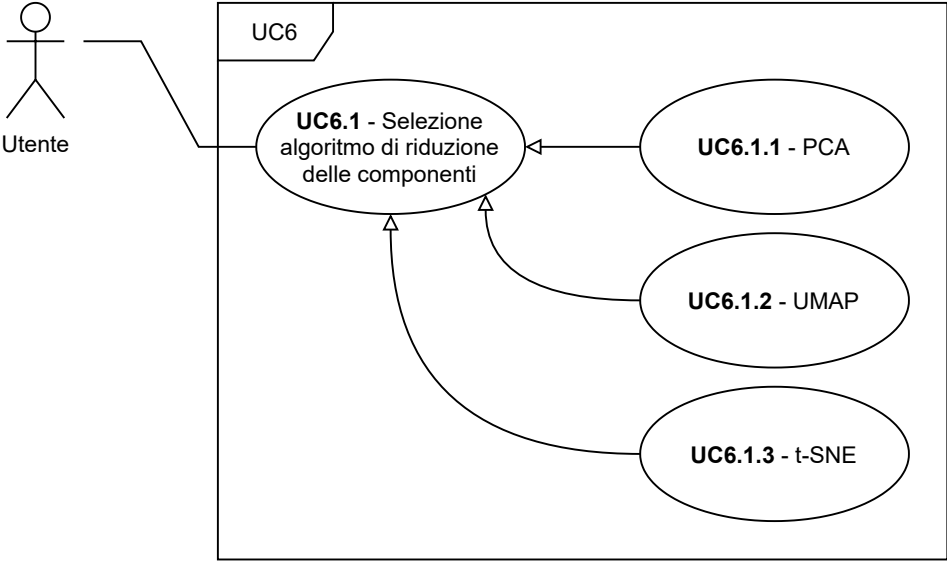 UC6
Utente
UC6.1 - Selezione
algoritmo di riduzione
delle componenti
UC6.1.1 - PCA
UC6.1.2 - UMAP
UC6.1.3 - t-SNE